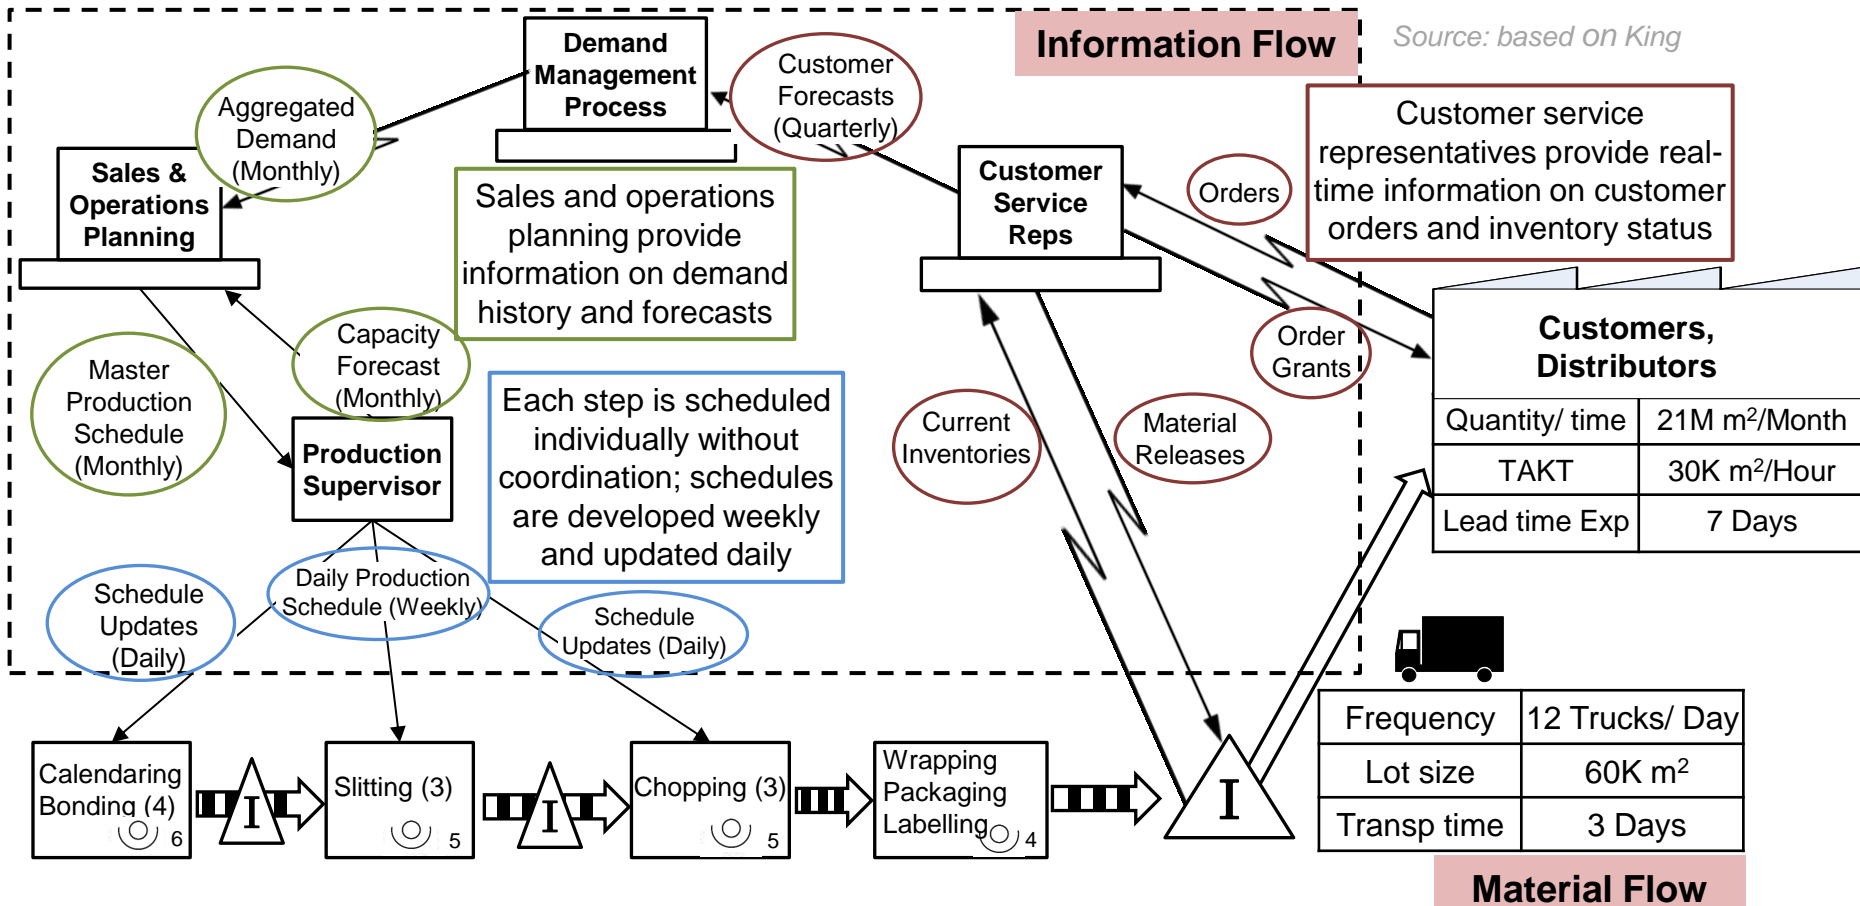 Information Flow
Source: based on King
Demand
Management
Process
Customer
Forecasts
(Quarterly)
Aggregated
Demand
(Monthly)
Sales &
Operations
Planning
Sales and operations
planning provide
information on demand
history and forecasts
Customer
Service
Reps
Orders
Customer service
representatives provide real-
time information on customer
orders and inventory status
Order
Grants
Customers,
Distributors
Quantity/ time 21M m²/Month
TAKT 30K m²/Hour
Lead time Exp 7 Days
Master
Production
Schedule
(Monthly)
Capacity
Forecast
(Monthly)
Production
Supervisor
Each step is scheduled
individually without
coordination; schedules
are developed weekly
and updated daily
Current
Inventories
Material
Releases
Schedule
Updates
(Daily)
Daily Production
Schedule (Weekly)
Schedule
Updates (Daily)
Calendaring
Bonding (4)
6
I
Slitting (3)
5
I
Chopping (3)
5
Wrapping
Packaging
Labelling
4
I
Frequency 12 Trucks/ Day
Lot size 60K m²
Transp time 3 Days
Material Flow